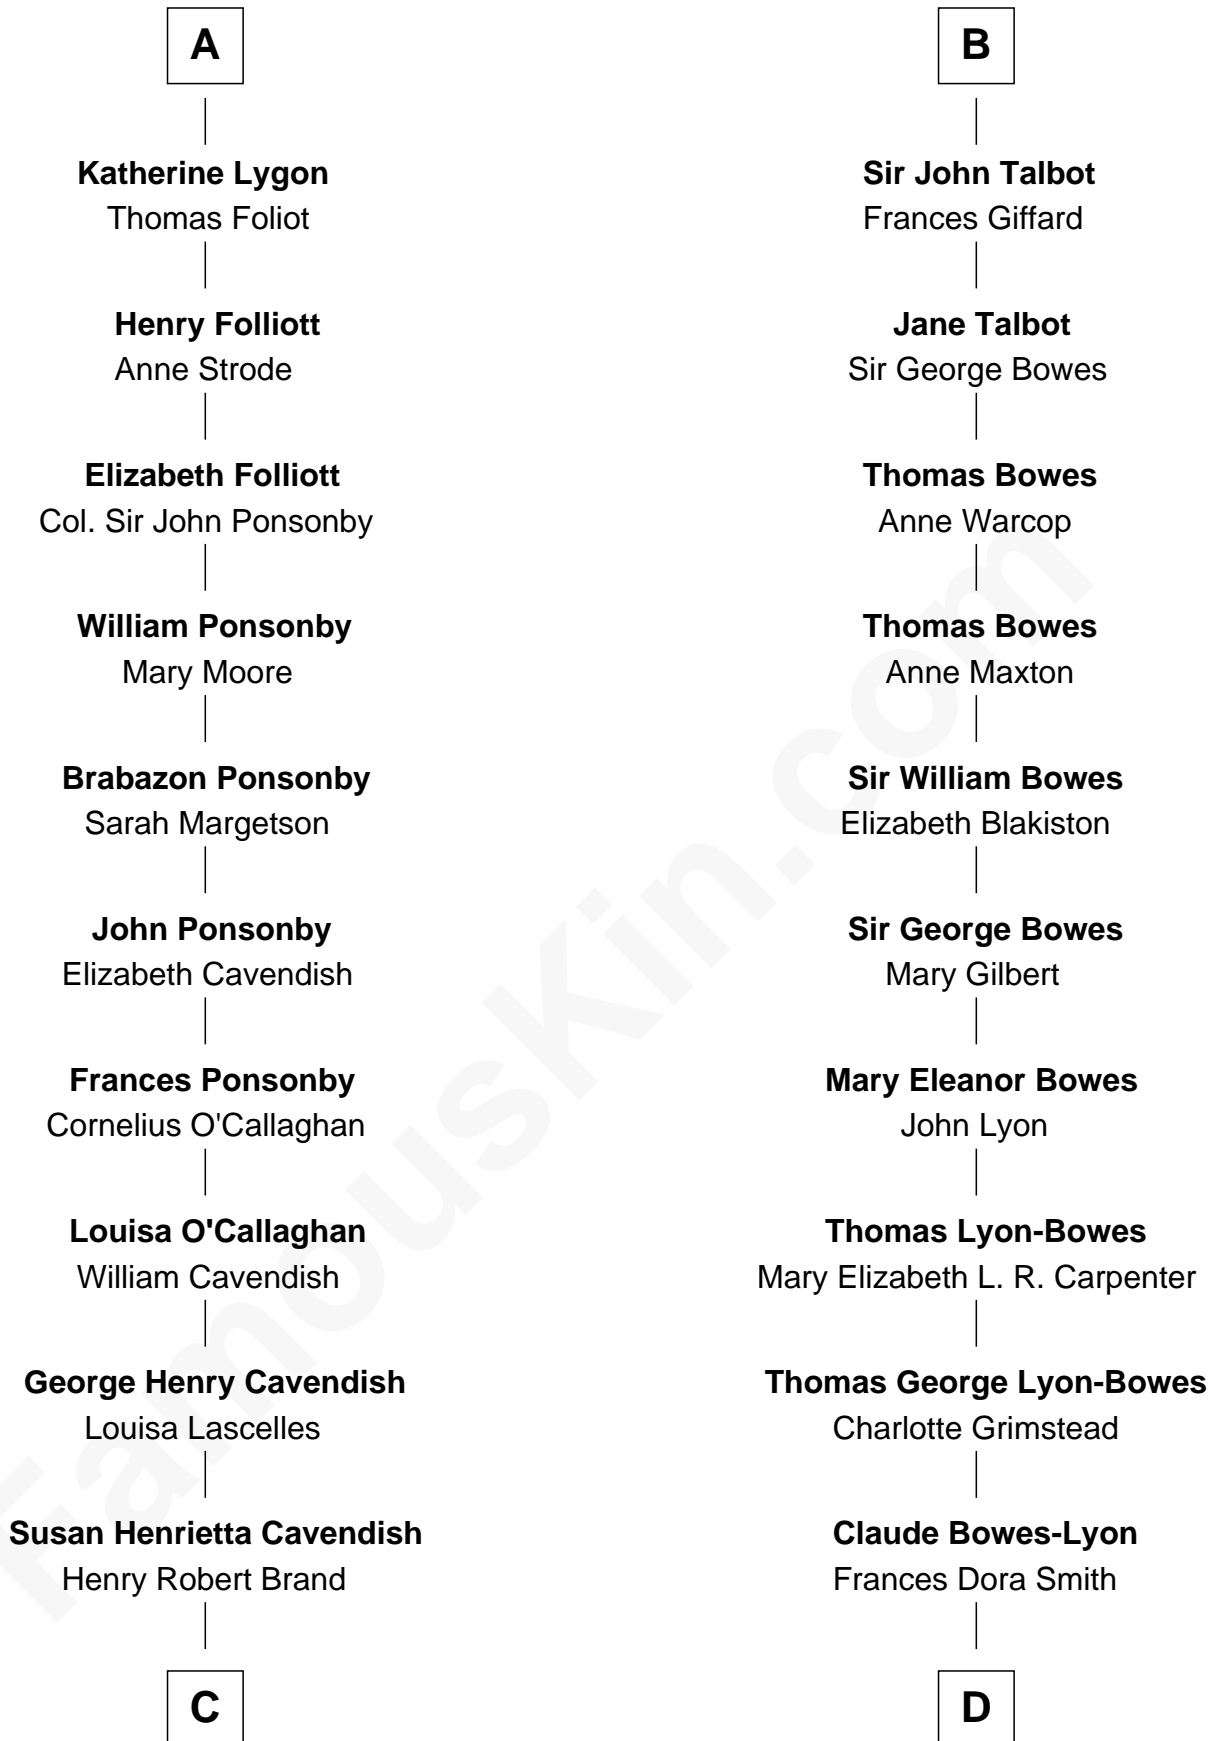 A
Katherine Lygon
Thomas Foliot
Henry Folliott
Anne Strode
Elizabeth Folliott
Col. Sir John Ponsonby
William Ponsonby
Mary Moore
Brabazon Ponsonby
Sarah Margetson
John Ponsonby
Elizabeth Cavendish
Frances Ponsonby
Cornelius O'Callaghan
Louisa O'Callaghan
William Cavendish
George Henry Cavendish
Louisa Lascelles
Susan Henrietta Cavendish
Henry Robert Brand
C
B
Sir John Talbot
Frances Giffard
Jane Talbot
Sir George Bowes
Thomas Bowes
Anne Warcop
Thomas Bowes
Anne Maxton
Sir William Bowes
Elizabeth Blakiston
Sir George Bowes
Mary Gilbert
Mary Eleanor Bowes
John Lyon
Thomas Lyon-Bowes
Mary Elizabeth L. R. Carpenter
Thomas George Lyon-Bowes
Charlotte Grimstead
Claude Bowes-Lyon
Frances Dora Smith
D
FamousKin.com